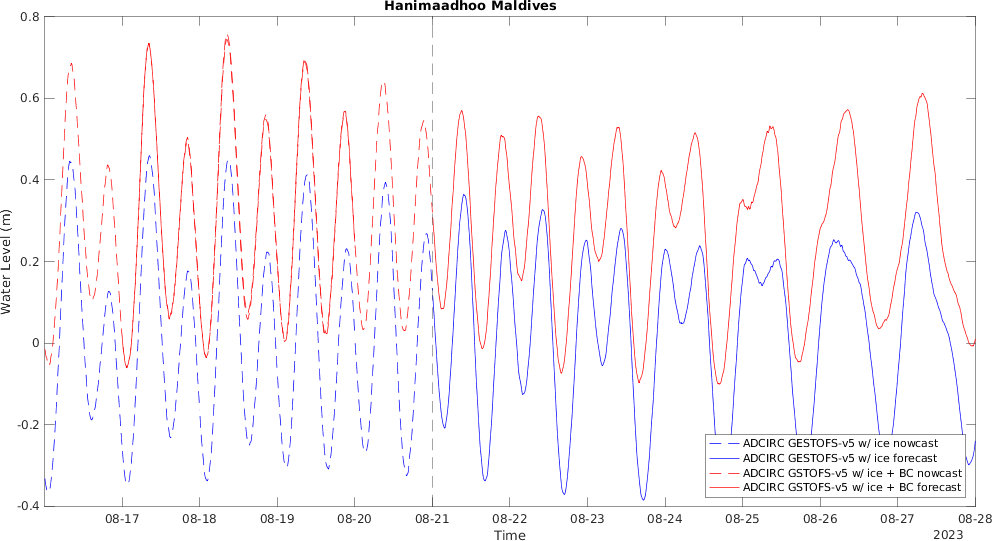 Hanimaadhoo Maldives
0.8
0.6
0.4
0.2
0
-0.2
-0.4
Water Level (m)
08-17 08-18 08-19 08-20 08-21 08-22 08-23 08-24 08-25 08-26 08-27 08-28
Time
2023
ADCIRC GESTOFS-v5 w/ ice nowcast
ADCIRC GESTOFS-v5 w/ ice forecast
ADCIRC GSTOFS-v5 w/ ice + BC nowcast
ADCIRC GSTOFS-v5 w/ ice + BC forecast